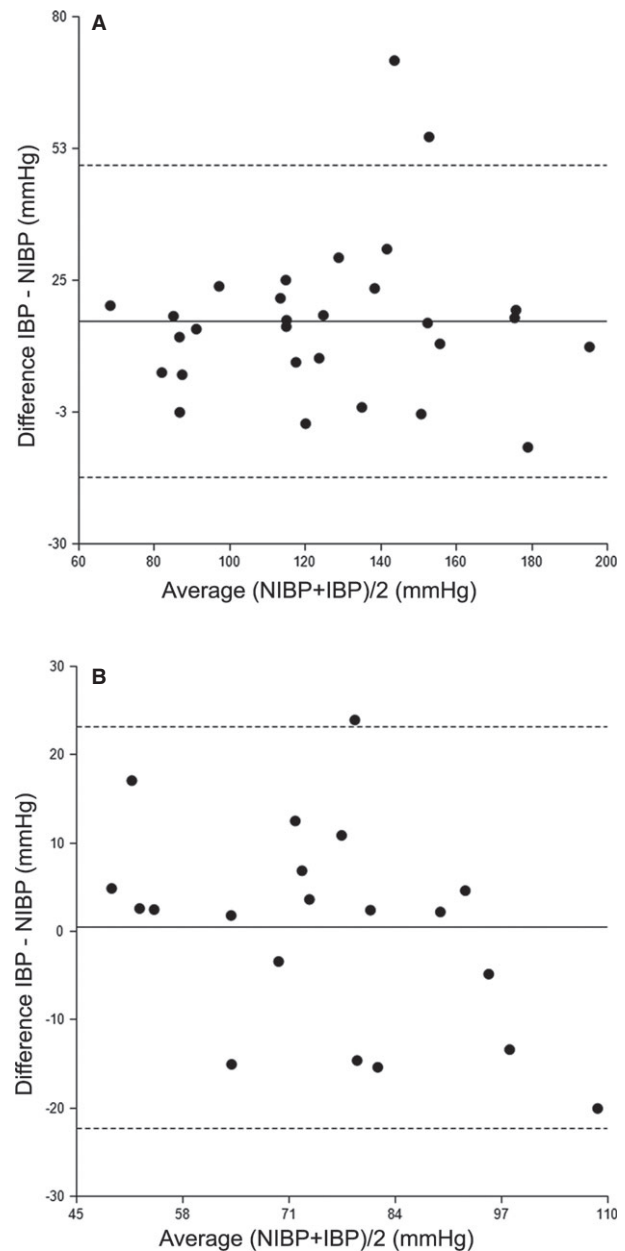 A
80
53
25
-3
-30
Difference IBP - NIBP (mmHg)
60 80 100 120 140 160 180 200
Average (NIBP+IBP)/2 (mmHg)
B
30
20
10
0
-10
-20
-30
Difference IBP - NIBP (mmHg)
45 58 71 84 97 110
Average (NIBP+IBP)/2 (mmHg)